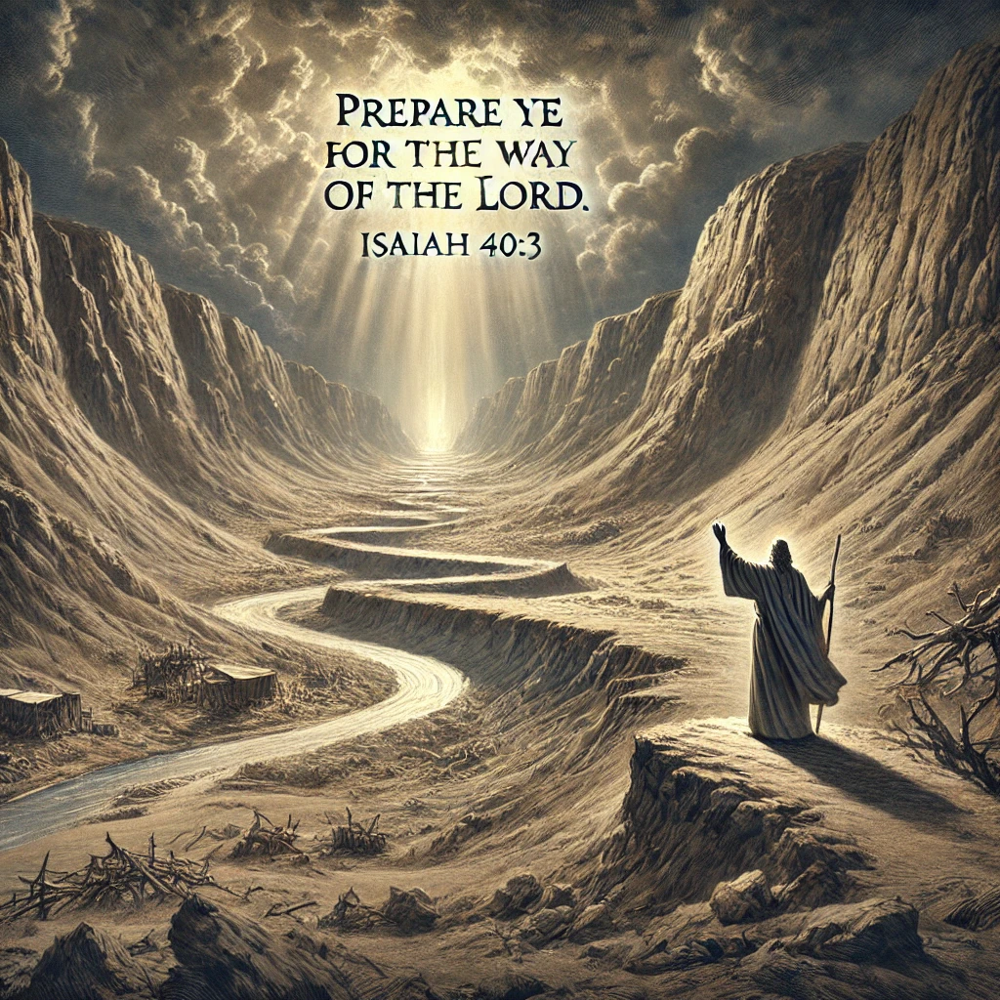 PREPARE YE
FOR THE WAY
OF THE LORD.
ISAIAH 40:3